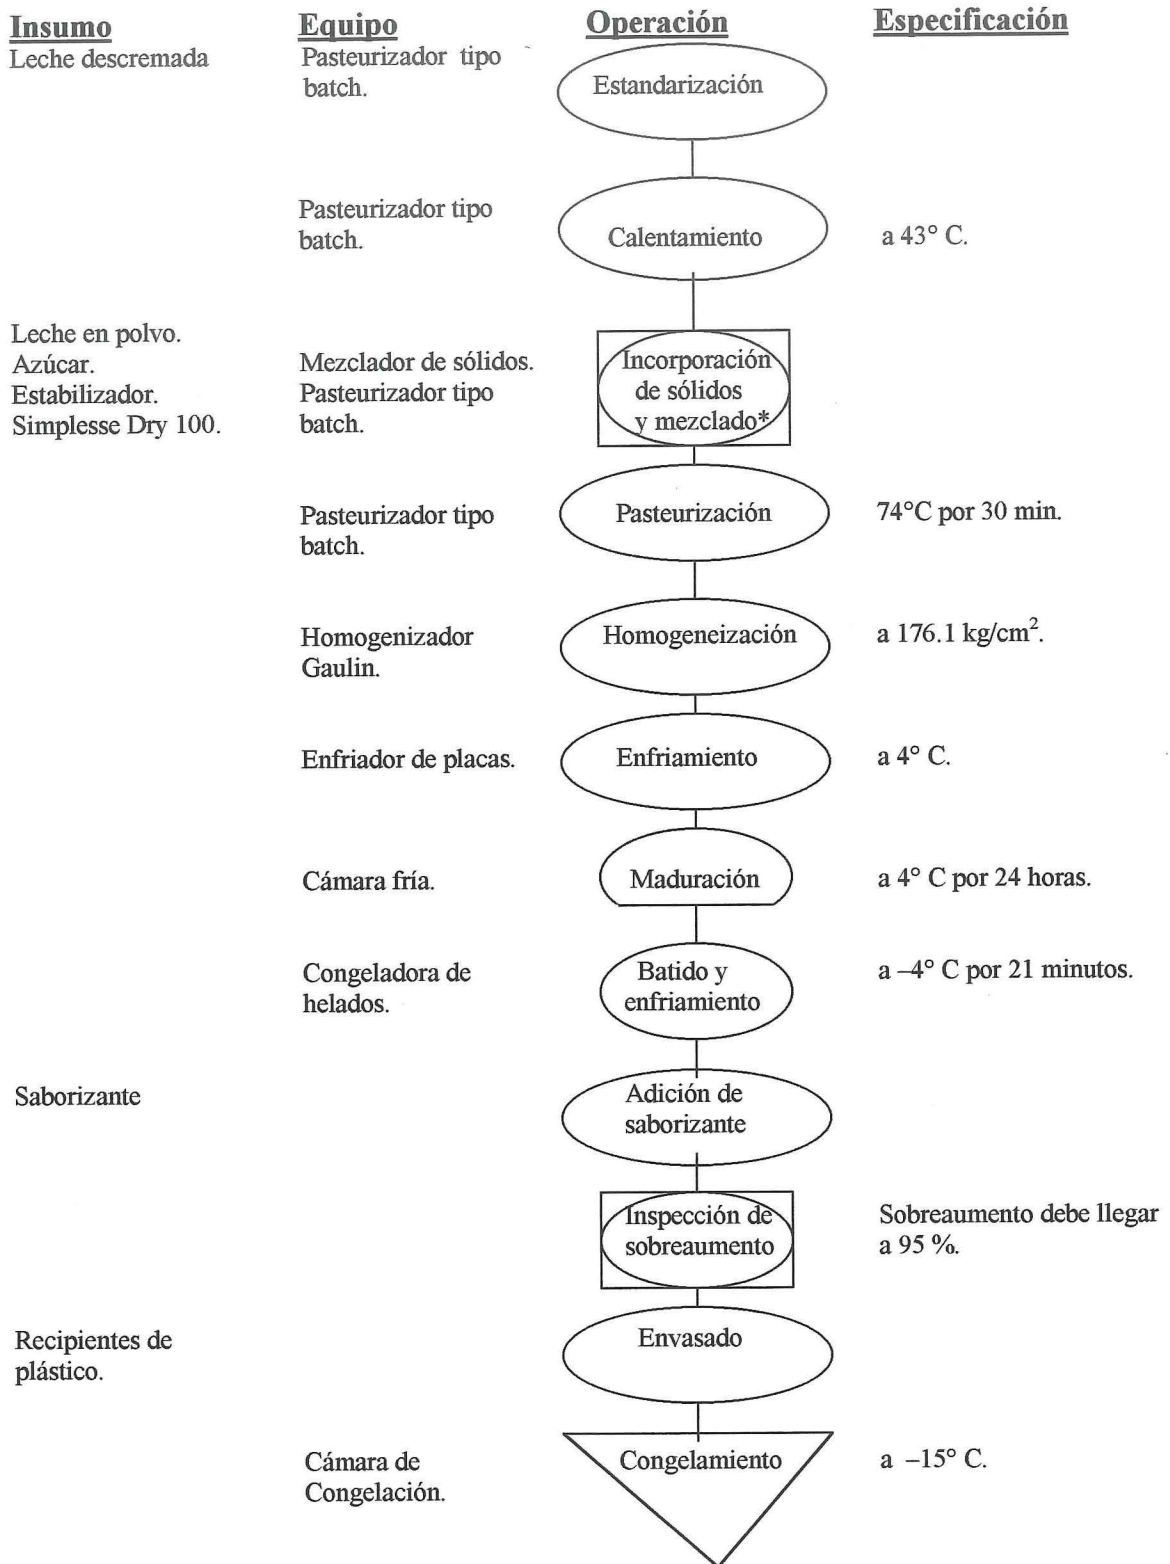 Insumo Equipo Operación Especificación
Leche descremada Pasteurizador tipo
batch. Estandarización
Pasteurizador tipo
batch. Calentamiento a 43° C.
Leche en polvo.
Azúcar. Mezclador de sólidos. Incorporación
Estabilizador. Pasteurizador tipo de sólidos
Simplesse Dry 100. batch. y mezclado*
Pasteurizador tipo Pasteurización 74°C por 30 min.
batch.
Homogenizador Homogeneización a 176.1 kg/cm².
Gaulin.
Enfriador de placas. Enfriamiento a 4° C.
Cámara fría. Maduración a 4° C por 24 horas.
Congeladora de Batido y a –4° C por 21 minutos.
helados. enfriamiento
Saborizante Adición de
saborizante
Inspección de Sobreaumento debe llegar
sobreaumento a 95 %.
Recipientes de Envasado
plástico.
Cámara de Congelamiento a –15° C.
Congelación.